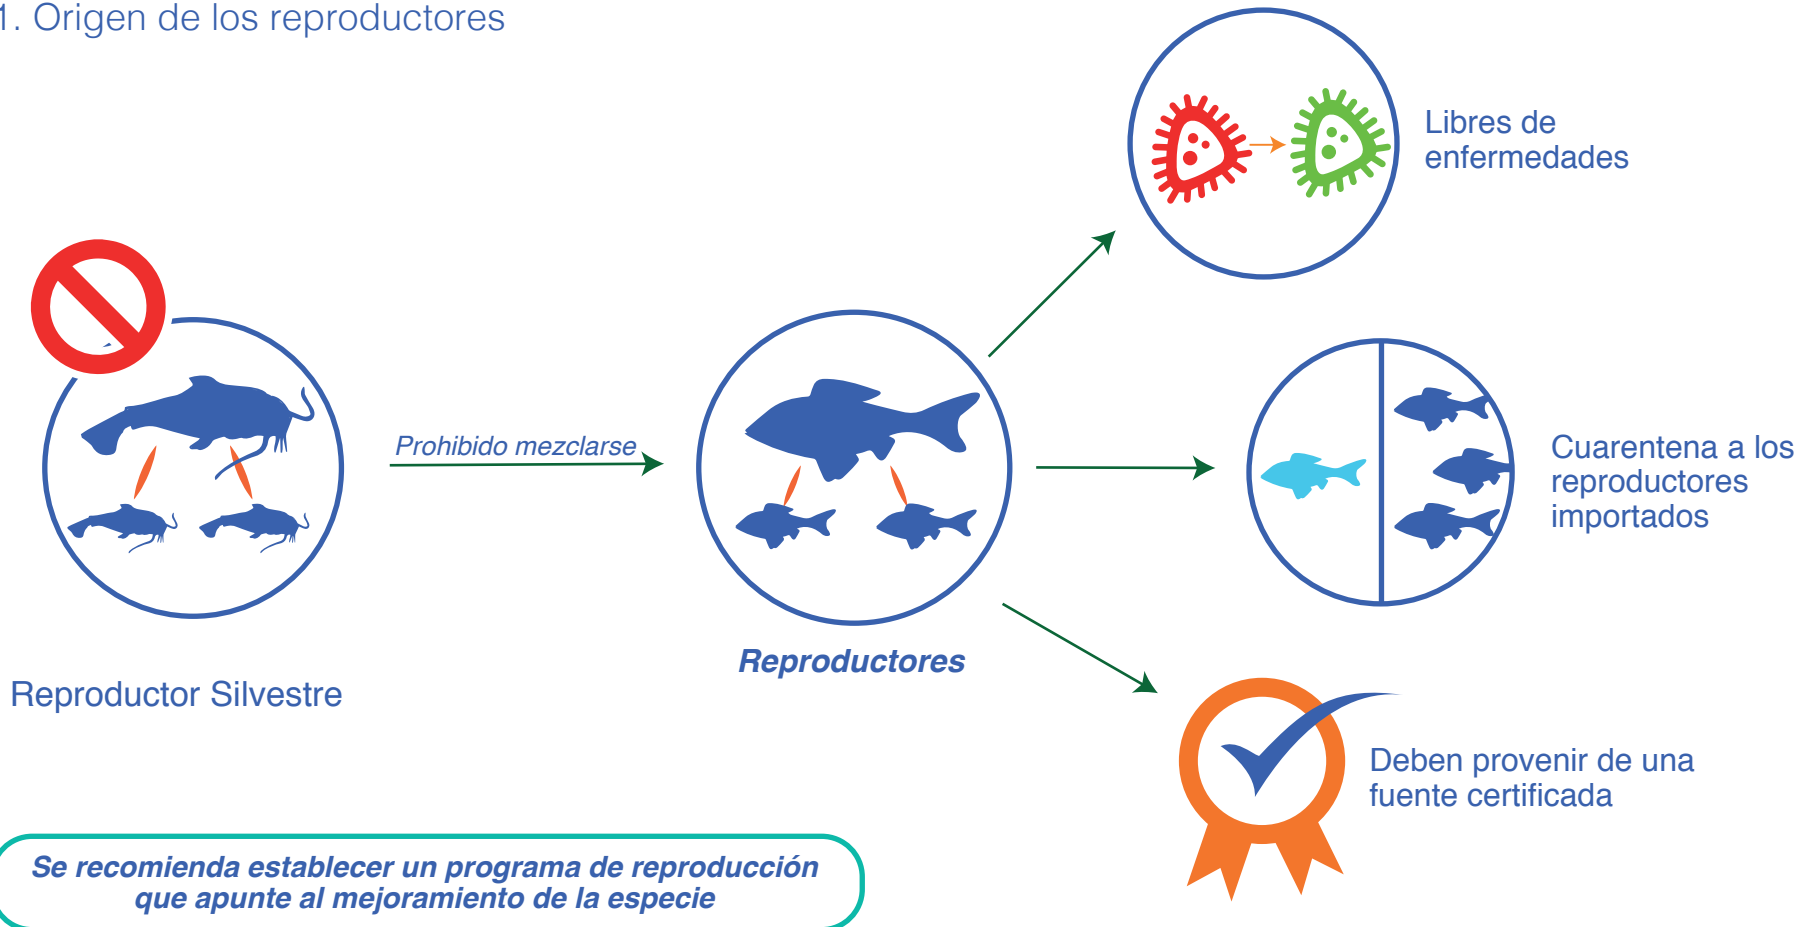 1. Origen de los reproductores
Libres de
enfermedades
Prohibido mezclarse
Cuarentena a los
reproductores
importados
Reproductores
Reproductor Silvestre
Deben provenir de una
fuente certificada
Se recomienda establecer un programa de reproducción
que apunte al mejoramiento de la especie